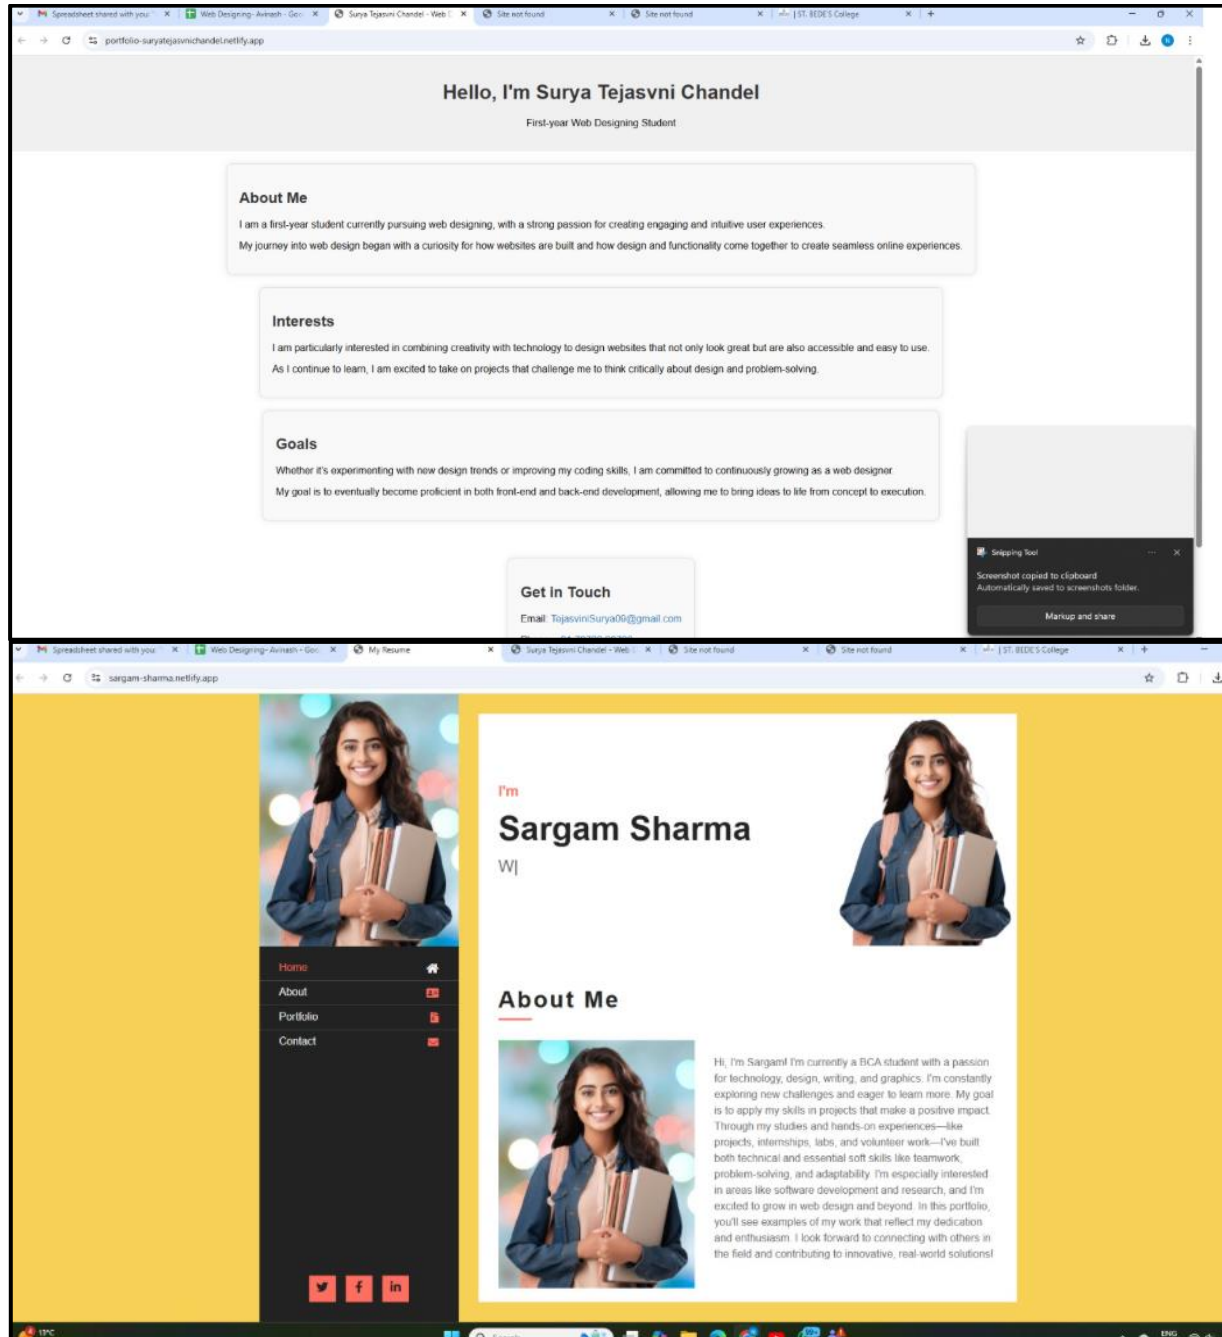 Spreadsheet shared with you:
Web Designing- Avinash - Goo
Surya Tejasvni Chandel - Web D
Site not found
Site not found
ST. BEDE'S College
portfolio-suryatejasvnichandel.netlify.app
Hello, I'm Surya Tejasvni Chandel
First-year Web Designing Student
About Me
I am a first-year student currently pursuing web designing, with a strong passion for creating engaging and intuitive user experiences.
My journey into web design began with a curiosity for how websites are built and how design and functionality come together to create seamless online experiences.
Interests
I am particularly interested in combining creativity with technology to design websites that not only look great but are also accessible and easy to use.
As I continue to learn, I am excited to take on projects that challenge me to think critically about design and problem-solving.
Goals
Whether it's experimenting with new design trends or improving my coding skills, I am committed to continuously growing as a web designer.
My goal is to eventually become proficient in both front-end and back-end development, allowing me to bring ideas to life from concept to execution.
Get in Touch
Email: TejasviniSurya09@gmail.com
Snipping Tool
Screenshot copied to clipboard
Automatically saved to screenshots folder.
Markup and share
Spreadsheet shared with you:
Web Designing- Avinash - Goo
My Resume
Surya Tejasvni Chandel - Web D
Site not found
Site not found
ST. BEDE'S College
sargam-sharma.netlify.app
I'm
Sargam Sharma
W|
Home
About
Portfolio
Contact
About Me
Hi, I'm Sargam! I'm currently a BCA student with a passion
for technology, design, writing, and graphics. I'm constantly
exploring new challenges and eager to learn more. My goal
is to apply my skills in projects that make a positive impact.
Through my studies and hands-on experiences—like
projects, internships, labs, and volunteer work—I've built
both technical and essential soft skills like teamwork,
problem-solving, and adaptability. I'm especially interested
in areas like software development and research, and I'm
excited to grow in web design and beyond. In this portfolio,
you'll see examples of my work that reflect my dedication
and enthusiasm. I look forward to connecting with others in
the field and contributing to innovative, real-world solutions!
13°C
Search
ENG